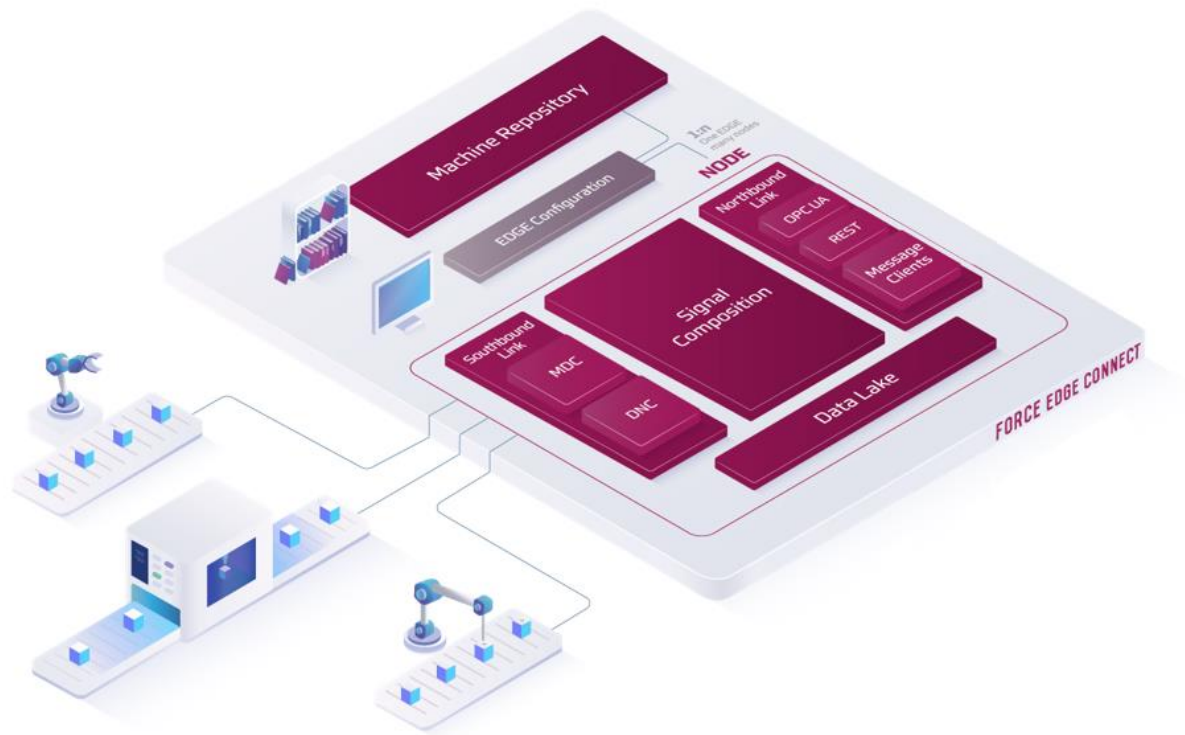 Machine Repository
1:n
One EDGE
many nodes
NODE
EDGE Configuration
Northbound
Link
OPC UA
REST
Message
Clients
Signal
Composition
Southbound
Link
MDC
DNC
Data Lake
FORCE EDGE CONNECT